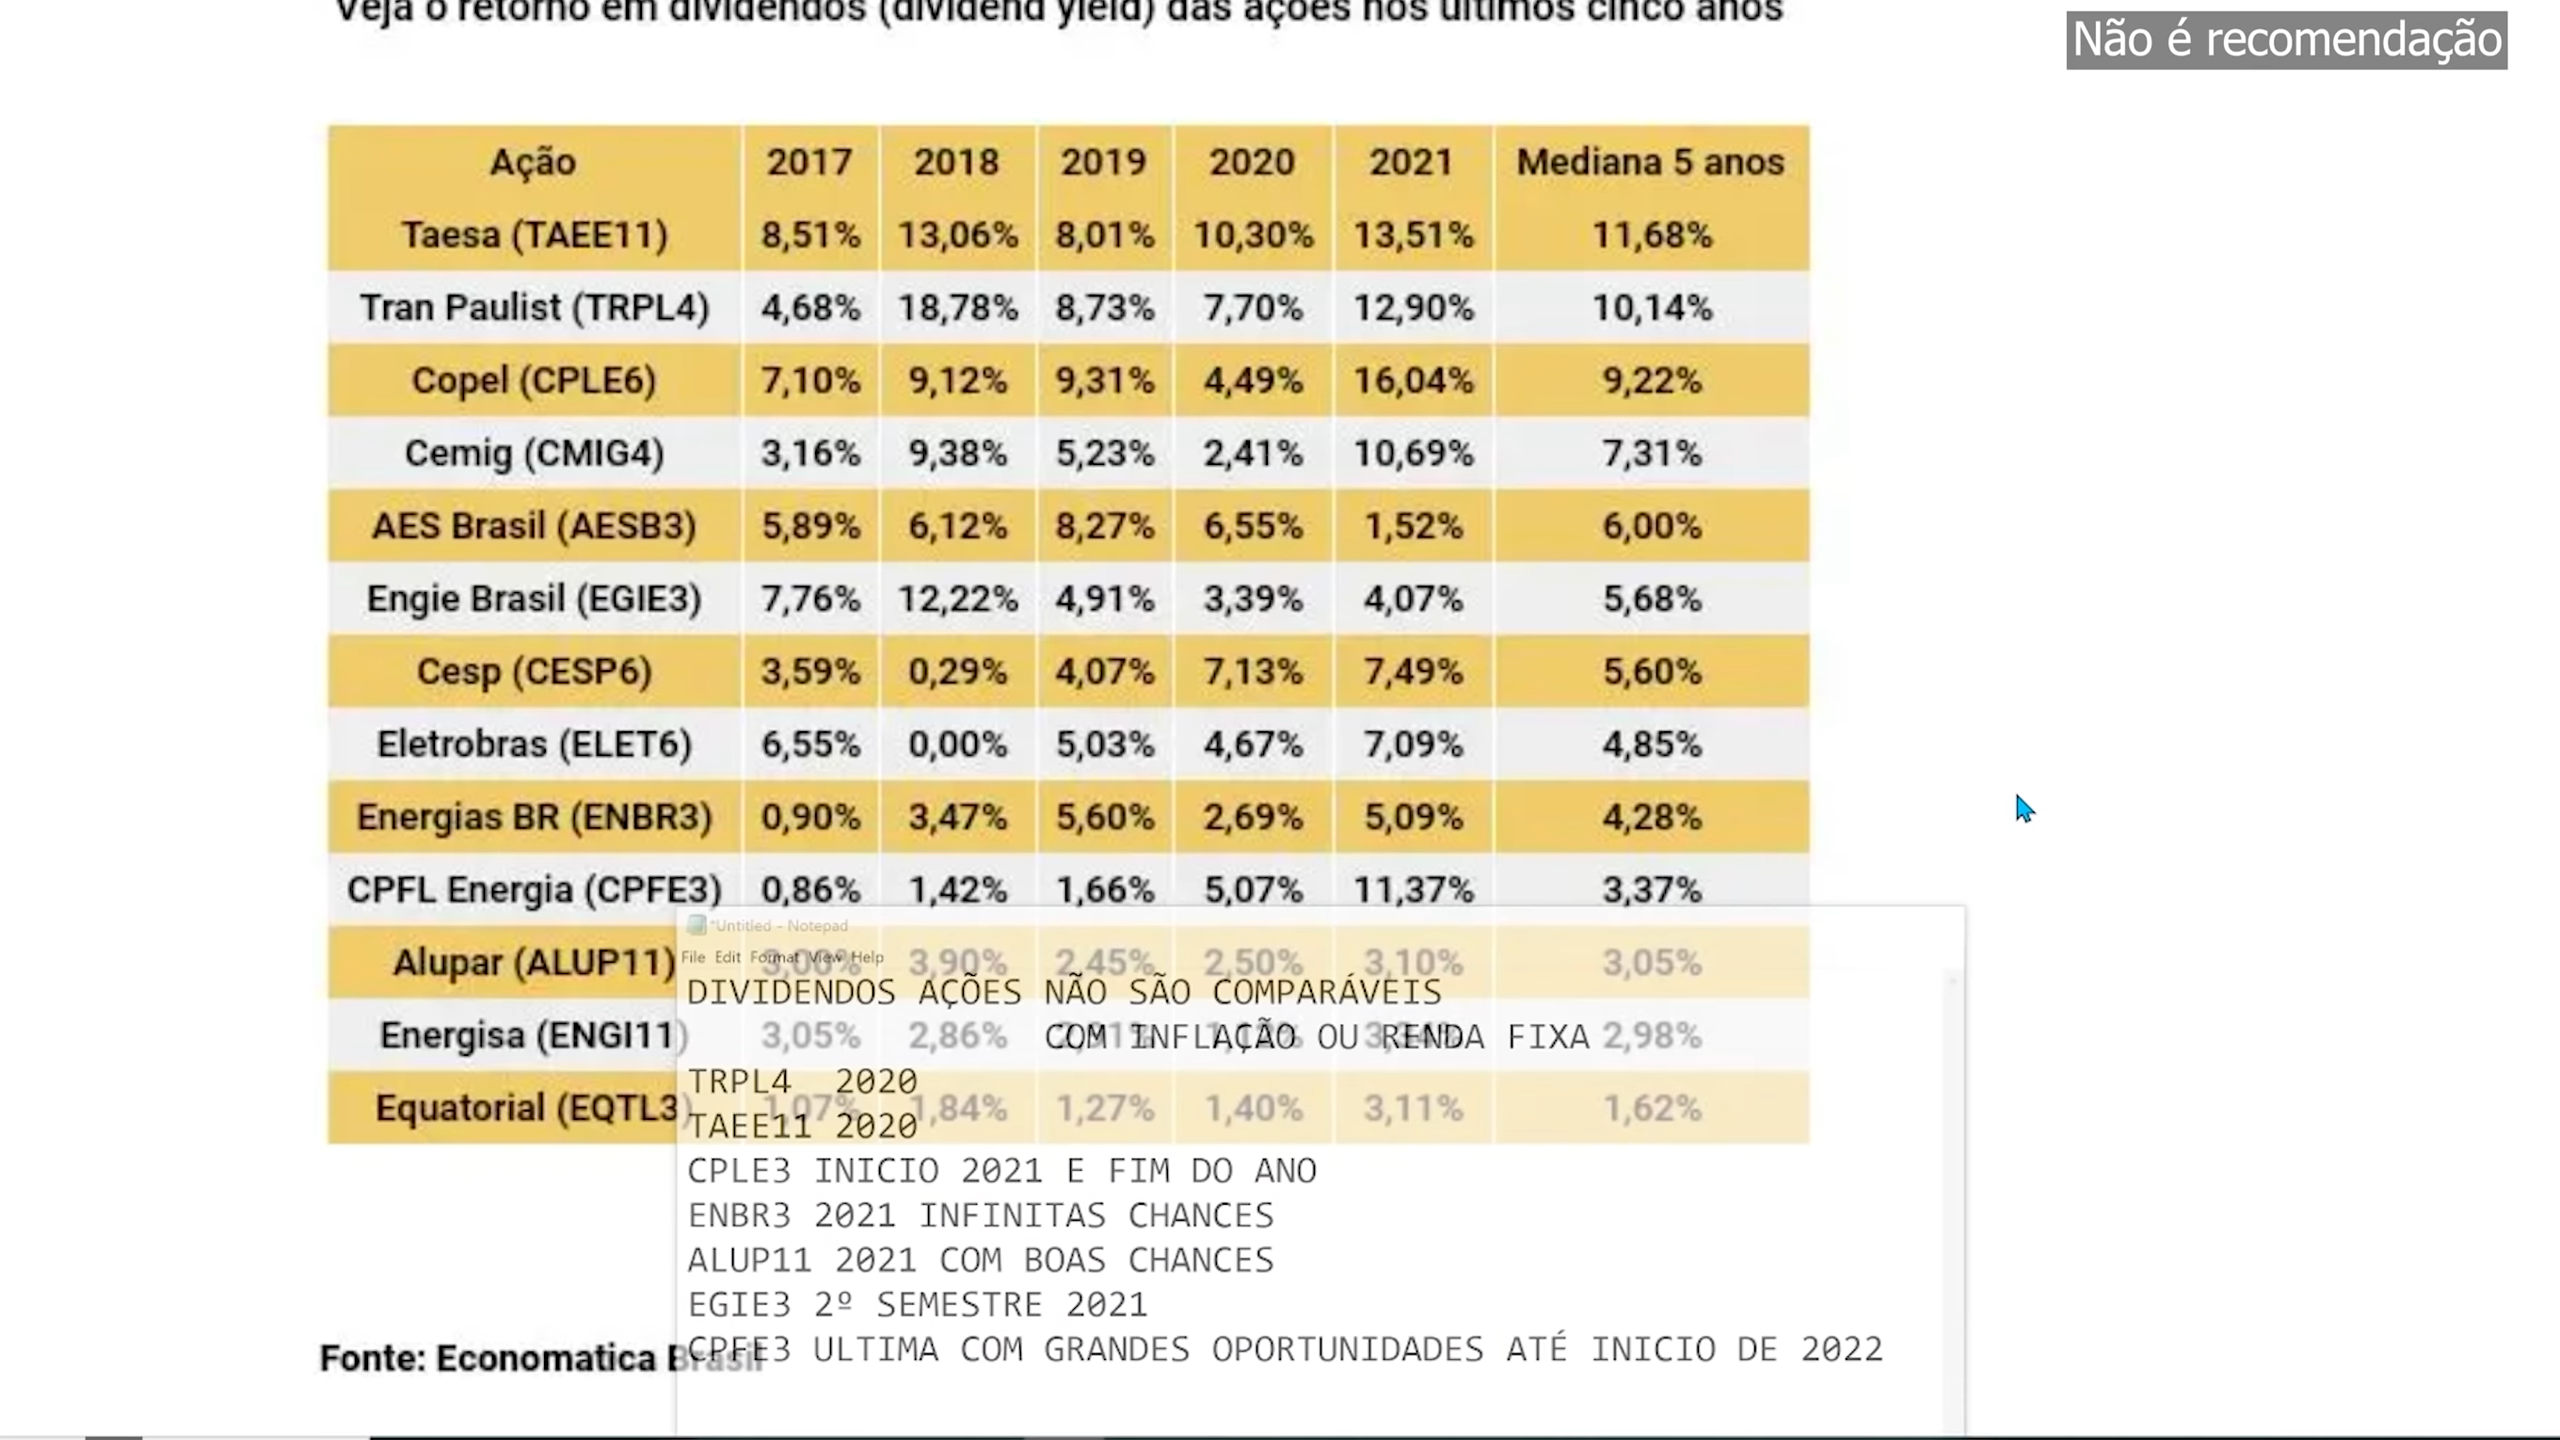 Veja o retorno em dividendos (dividend yield) das ações nos últimos cinco anos
Não é recomendação
Ação 2017 2018 2019 2020 2021 Mediana 5 anos
Taesa (TAEE11) 8,51% 13,06% 8,01% 10,30% 13,51% 11,68%
Tran Paulist (TRPL4) 4,68% 18,78% 8,73% 7,70% 12,90% 10,14%
Copel (CPLE6) 7,10% 9,12% 9,31% 4,49% 16,04% 9,22%
Cemig (CMIG4) 3,16% 9,38% 5,23% 2,41% 10,69% 7,31%
AES Brasil (AESB3) 5,89% 6,12% 8,27% 6,55% 1,52% 6,00%
Engie Brasil (EGIE3) 7,76% 12,22% 4,91% 3,39% 4,07% 5,68%
Cesp (CESP6) 3,59% 0,29% 4,07% 7,13% 7,49% 5,60%
Eletrobras (ELET6) 6,55% 0,00% 5,03% 4,67% 7,09% 4,85%
Energias BR (ENBR3) 0,90% 3,47% 5,60% 2,69% 5,09% 4,28%
CPFL Energia (CPFE3) 0,86% 1,42% 1,66% 5,07% 11,37% 3,37%
Alupar (ALUP11) 3,90% 2,45% 2,50% 3,10% 3,05%
Energisa (ENGI11) 3,05% 2,86% 2,98%
Equatorial (EQTL3) 1,07% 1,84% 1,27% 1,40% 3,11% 1,62%
Fonte: Economatica Brasil
*Untitled - Notepad
File Edit Format View Help
DIVIDENDOS AÇÕES NÃO SÃO COMPARÁVEIS
COM INFLAÇÃO OU RENDA FIXA
TRPL4 2020
TAEE11 2020
CPLE3 INICIO 2021 E FIM DO ANO
ENBR3 2021 INFINITAS CHANCES
ALUP11 2021 COM BOAS CHANCES
EGIE3 2º SEMESTRE 2021
CPFE3 ULTIMA COM GRANDES OPORTUNIDADES ATÉ INICIO DE 2022